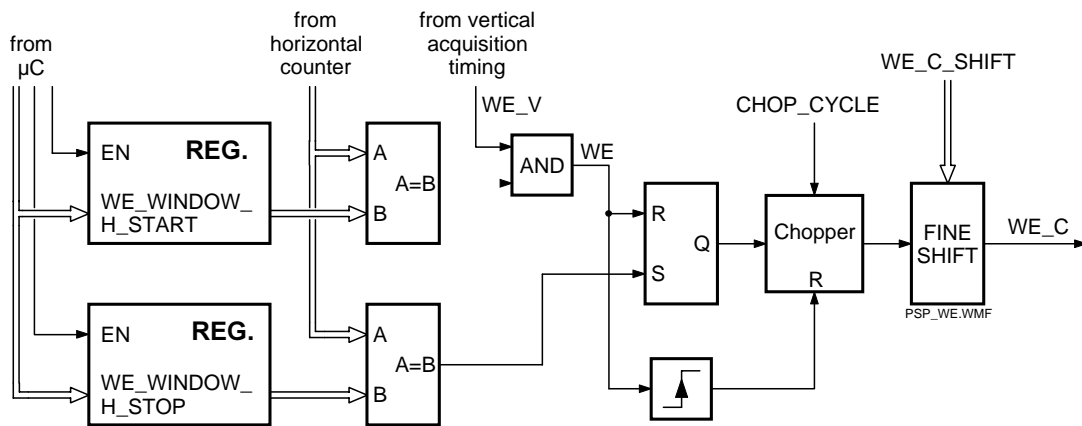 from
µC
from
horizontal
counter
from vertical
acquisition
timing
WE_V
WE_C_SHIFT
CHOP_CYCLE
EN
REG.
WE_WINDOW_
H_START
A
A=B
B
AND
WE
R
Q
S
Chopper
R
FINE
SHIFT
WE_C
PSP_WE.WMF
EN
REG.
WE_WINDOW_
H_STOP
A
A=B
B